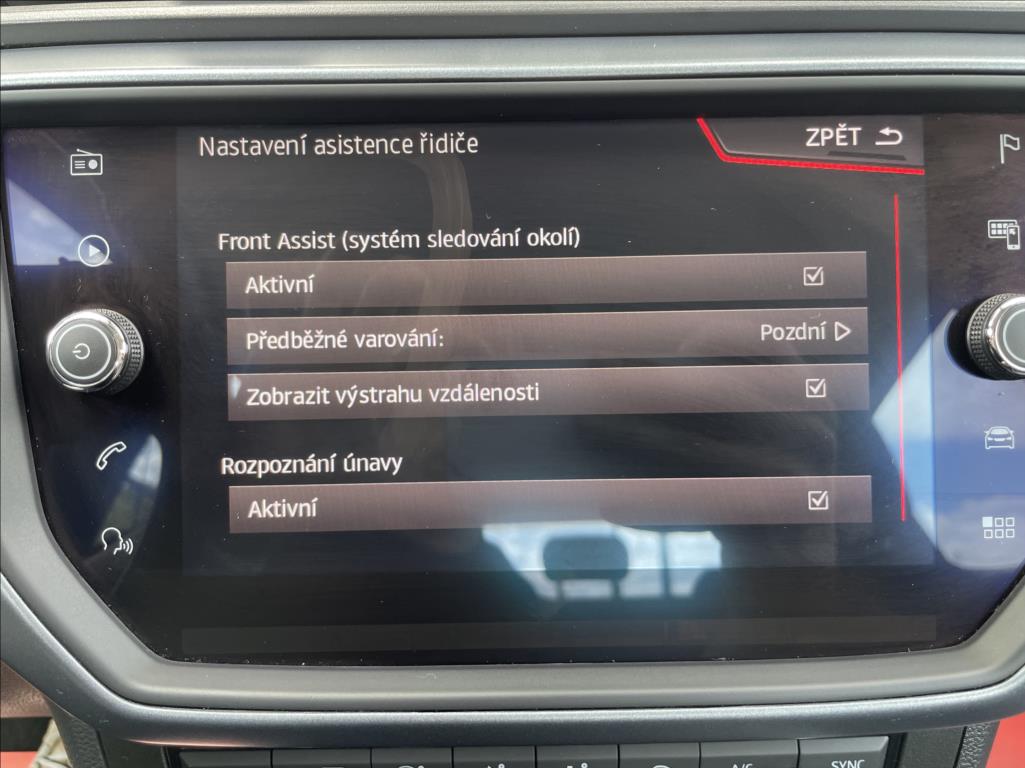 Nastavení asistence řidiče
ZPĚT
Front Assist (systém sledování okolí)
Aktivní
Předběžné varování: Pozdní
Zobrazit výstrahu vzdálenosti
Rozpoznání únavy
Aktivní
A/C
SYNC